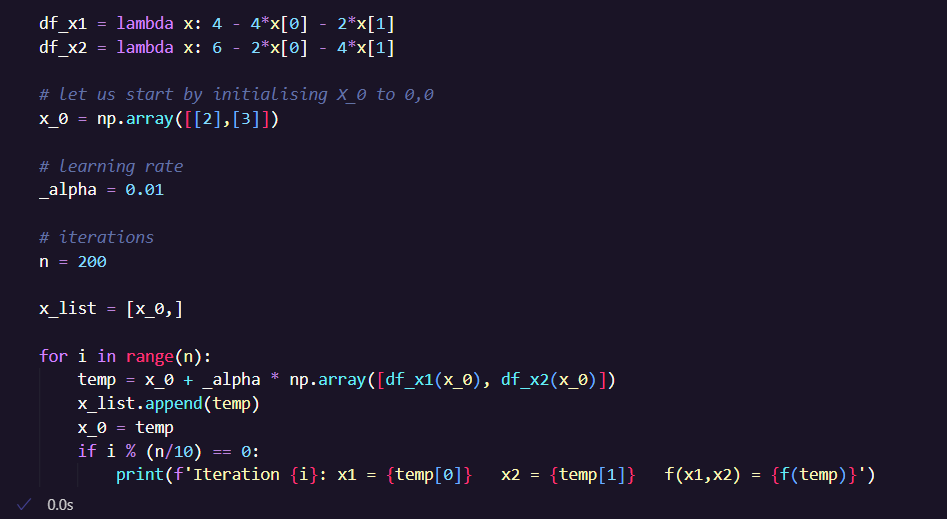 df_x1 = lambda x: 4 - 4*x[0] - 2*x[1]
df_x2 = lambda x: 6 - 2*x[0] - 4*x[1]
# let us start by initialising X_0 to 0,0
x_0 = np.array([[2],[3]])
# learning rate
_alpha = 0.01
# iterations
n = 200
x_list = [x_0,]
for i in range(n):
    temp = x_0 + _alpha * np.array([df_x1(x_0), df_x2(x_0)])
    x_list.append(temp)
    x_0 = temp
    if i % (n/10) == 0:
        print(f'Iteration {i}: x1 = {temp[0]}   x2 = {temp[1]}   f(x1,x2) = {f(temp)}')
0.0s